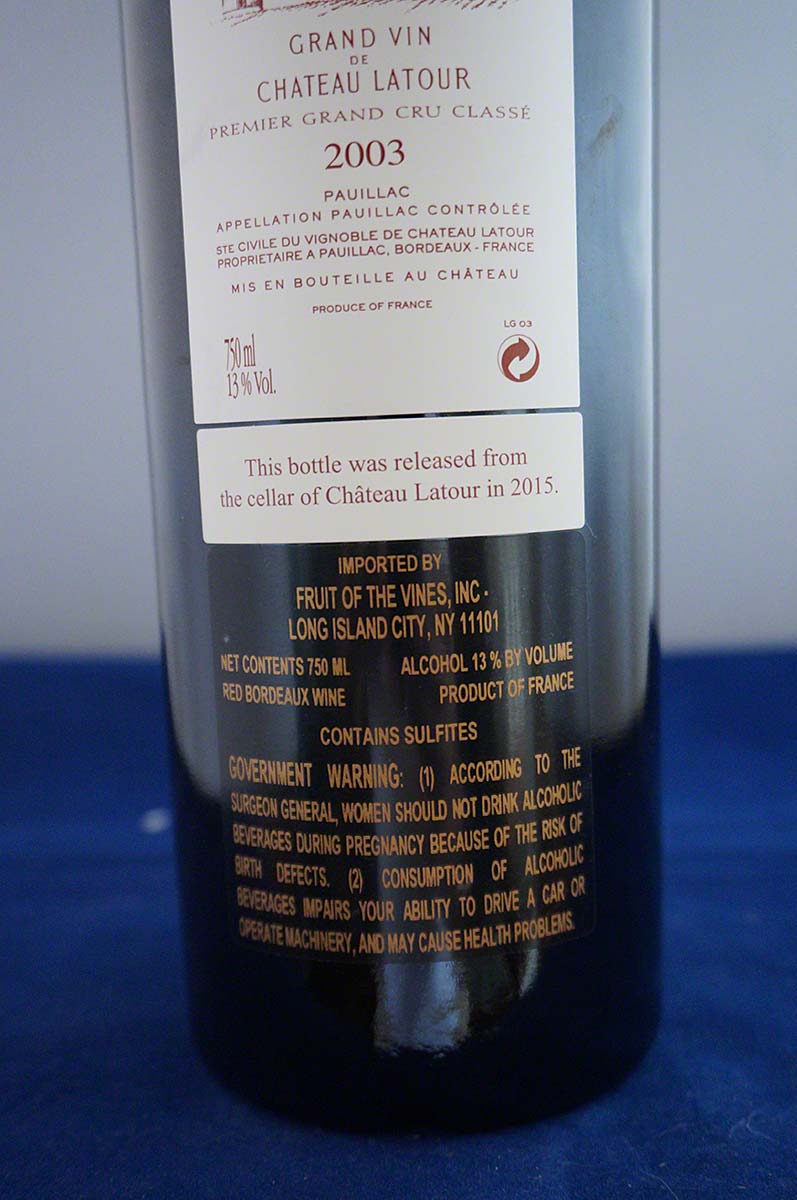 GRAND VIN
DE
CHATEAU LATOUR
PREMIER GRAND CRU CLASSÉ
2003
PAUILLAC
APPELLATION PAUILLAC CONTRÔLÉE
STE CIVILE DU VIGNOBLE DE CHATEAU LATOUR
PROPRIETAIRE A PAUILLAC, BORDEAUX - FRANCE
MIS EN BOUTEILLE AU CHÂTEAU
PRODUCE OF FRANCE
LG 03
750 ml
13 % Vol.
This bottle was released from
the cellar of Château Latour in 2015.
IMPORTED BY
FRUIT OF THE VINES, INC -
LONG ISLAND CITY, NY 11101
NET CONTENTS 750 ML ALCOHOL 13 % BY VOLUME
RED BORDEAUX WINE PRODUCT OF FRANCE
CONTAINS SULFITES
GOVERNMENT WARNING: (1) ACCORDING TO THE
SURGEON GENERAL, WOMEN SHOULD NOT DRINK ALCOHOLIC
BEVERAGES DURING PREGNANCY BECAUSE OF THE RISK OF
BIRTH DEFECTS. (2) CONSUMPTION OF ALCOHOLIC
BEVERAGES IMPAIRS YOUR ABILITY TO DRIVE A CAR OR
OPERATE MACHINERY, AND MAY CAUSE HEALTH PROBLEMS.